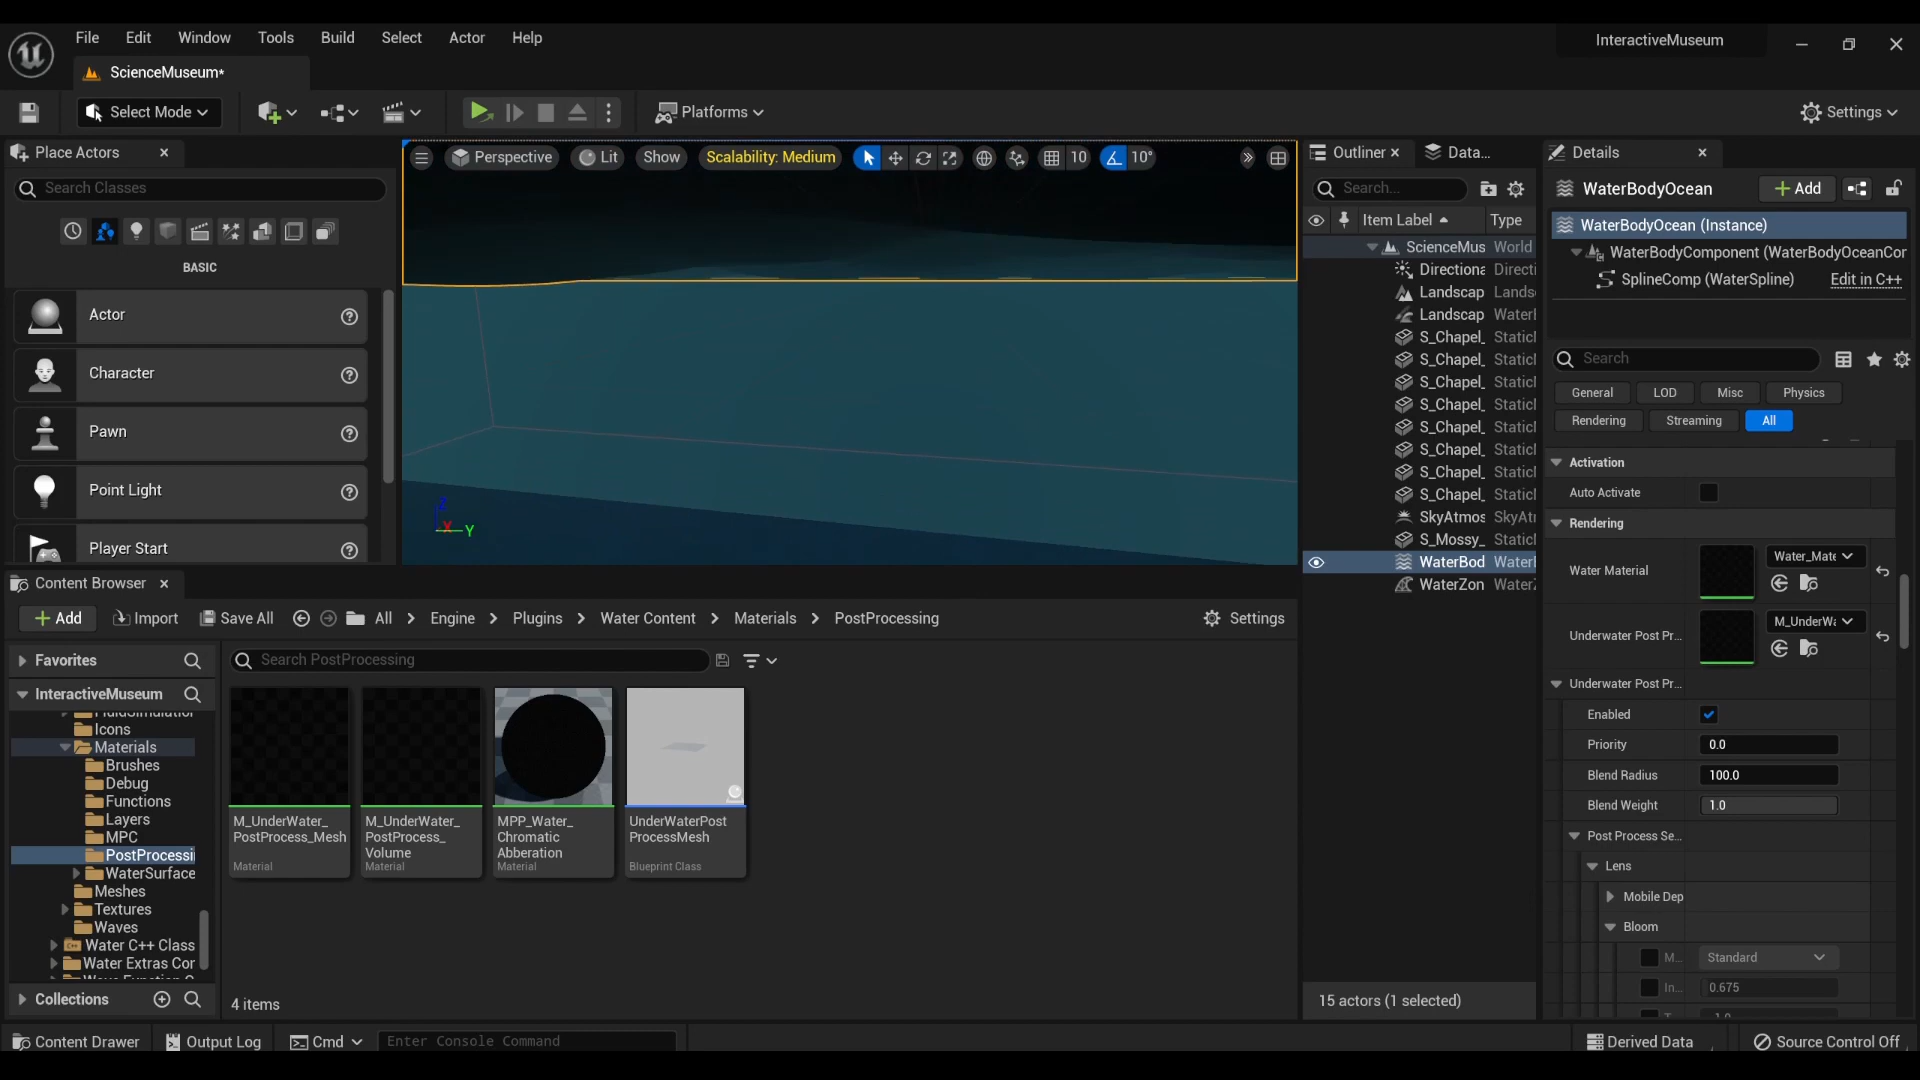 File Edit Window Tools Build Select Actor Help
InteractiveMuseum
ScienceMuseum*
Select Mode
Platforms
Settings
Place Actors
Search Classes
BASIC
Actor
Character
Pawn
Point Light
Player Start
Perspective Lit Show Scalability: Medium 10 10°
Z
X Y
Outliner Data...
Search...
Item Label Type
ScienceMus World
Directiona Directi
Landscap Lands
Landscap Water
S_Chapel_ Static
S_Chapel_ Static
S_Chapel_ Static
S_Chapel_ Static
S_Chapel_ Static
S_Chapel_ Static
S_Chapel_ Static
S_Chapel_ Static
SkyAtmos SkyAt
S_Mossy_ Static
WaterBod Water
WaterZon Water
15 actors (1 selected)
Details
WaterBodyOcean
Add
WaterBodyOcean (Instance)
WaterBodyComponent (WaterBodyOceanCor
SplineComp (WaterSpline) Edit in C++
Search
General LOD Misc Physics
Rendering Streaming All
Activation
Auto Activate
Rendering
Water Material Water_Mate
Underwater Post Pr... M_UnderWa
Underwater Post Pr...
Enabled
Priority 0.0
Blend Radius 100.0
Blend Weight 1.0
Post Process Se...
Lens
Mobile Dep
Bloom
M... Standard
In... 0.675
Content Browser
Add Import Save All All Engine Plugins Water Content Materials PostProcessing Settings
Favorites
InteractiveMuseum
Icons
Materials
Brushes
Debug
Functions
Layers
MPC
PostProcessi
WaterSurface
Meshes
Textures
Waves
Water C++ Class
Water Extras Cor
Collections
Search PostProcessing
M_UnderWater_
PostProcess_Mesh
Material
M_UnderWater_
PostProcess_
Volume
Material
MPP_Water_
Chromatic
Abberation
Material
UnderWaterPost
ProcessMesh
Blueprint Class
4 items
Content Drawer Output Log Cmd Enter Console Command Derived Data Source Control Off